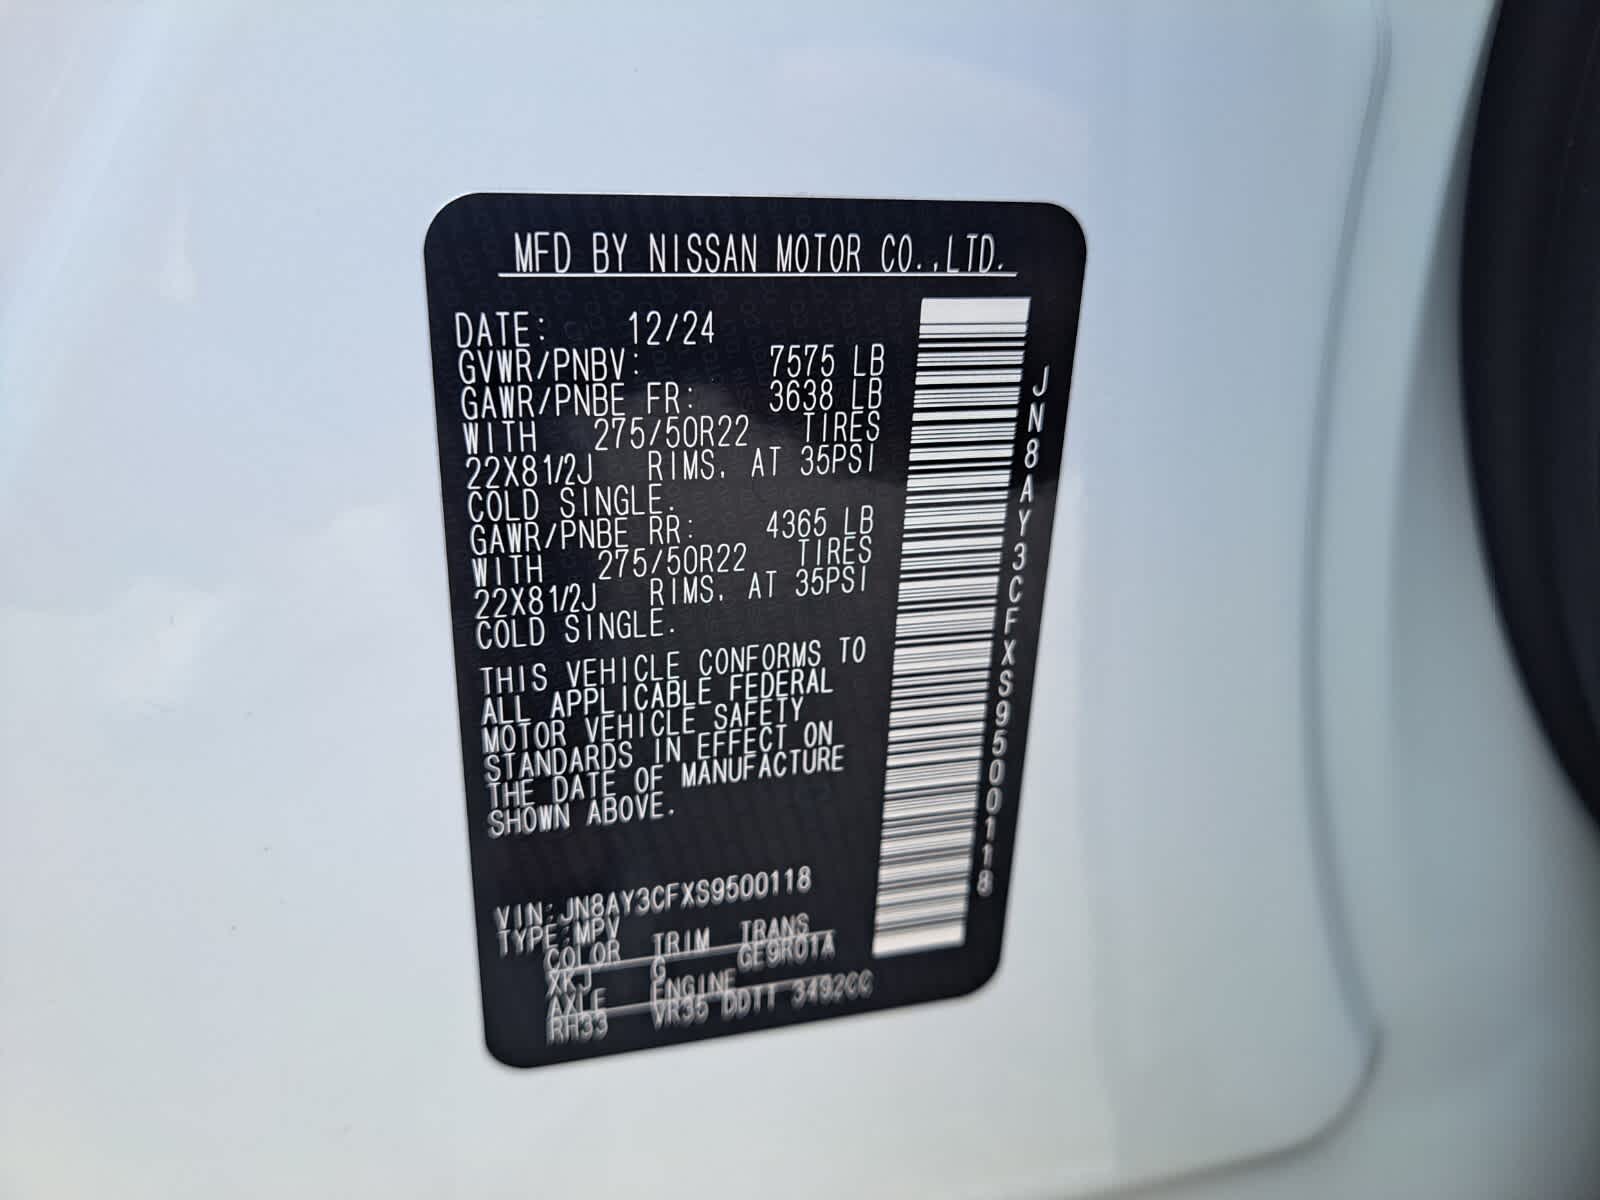 MFD BY NISSAN MOTOR CO.,LTD.
DATE: 12/24
GVWR/PNBV: 7575 LB
GAWR/PNBE FR: 3638 LB
WITH 275/50R22 TIRES
22X81/2J RIMS, AT 35PSI
COLD SINGLE.
GAWR/PNBE RR: 4365 LB
WITH 275/50R22 TIRES
22X81/2J RIMS, AT 35PSI
COLD SINGLE.
THIS VEHICLE CONFORMS TO
ALL APPLICABLE FEDERAL
MOTOR VEHICLE SAFETY
STANDARDS IN EFFECT ON
THE DATE OF MANUFACTURE
SHOWN ABOVE.
VIN: JN8AY3CFXS9500118
TYPE: MPV
COLOR TRIM TRANS
XKJ G GE9R01A
AXLE ENGINE
RH33 VR35 DDTT 3492CC
JN8AY3CFXS9500118